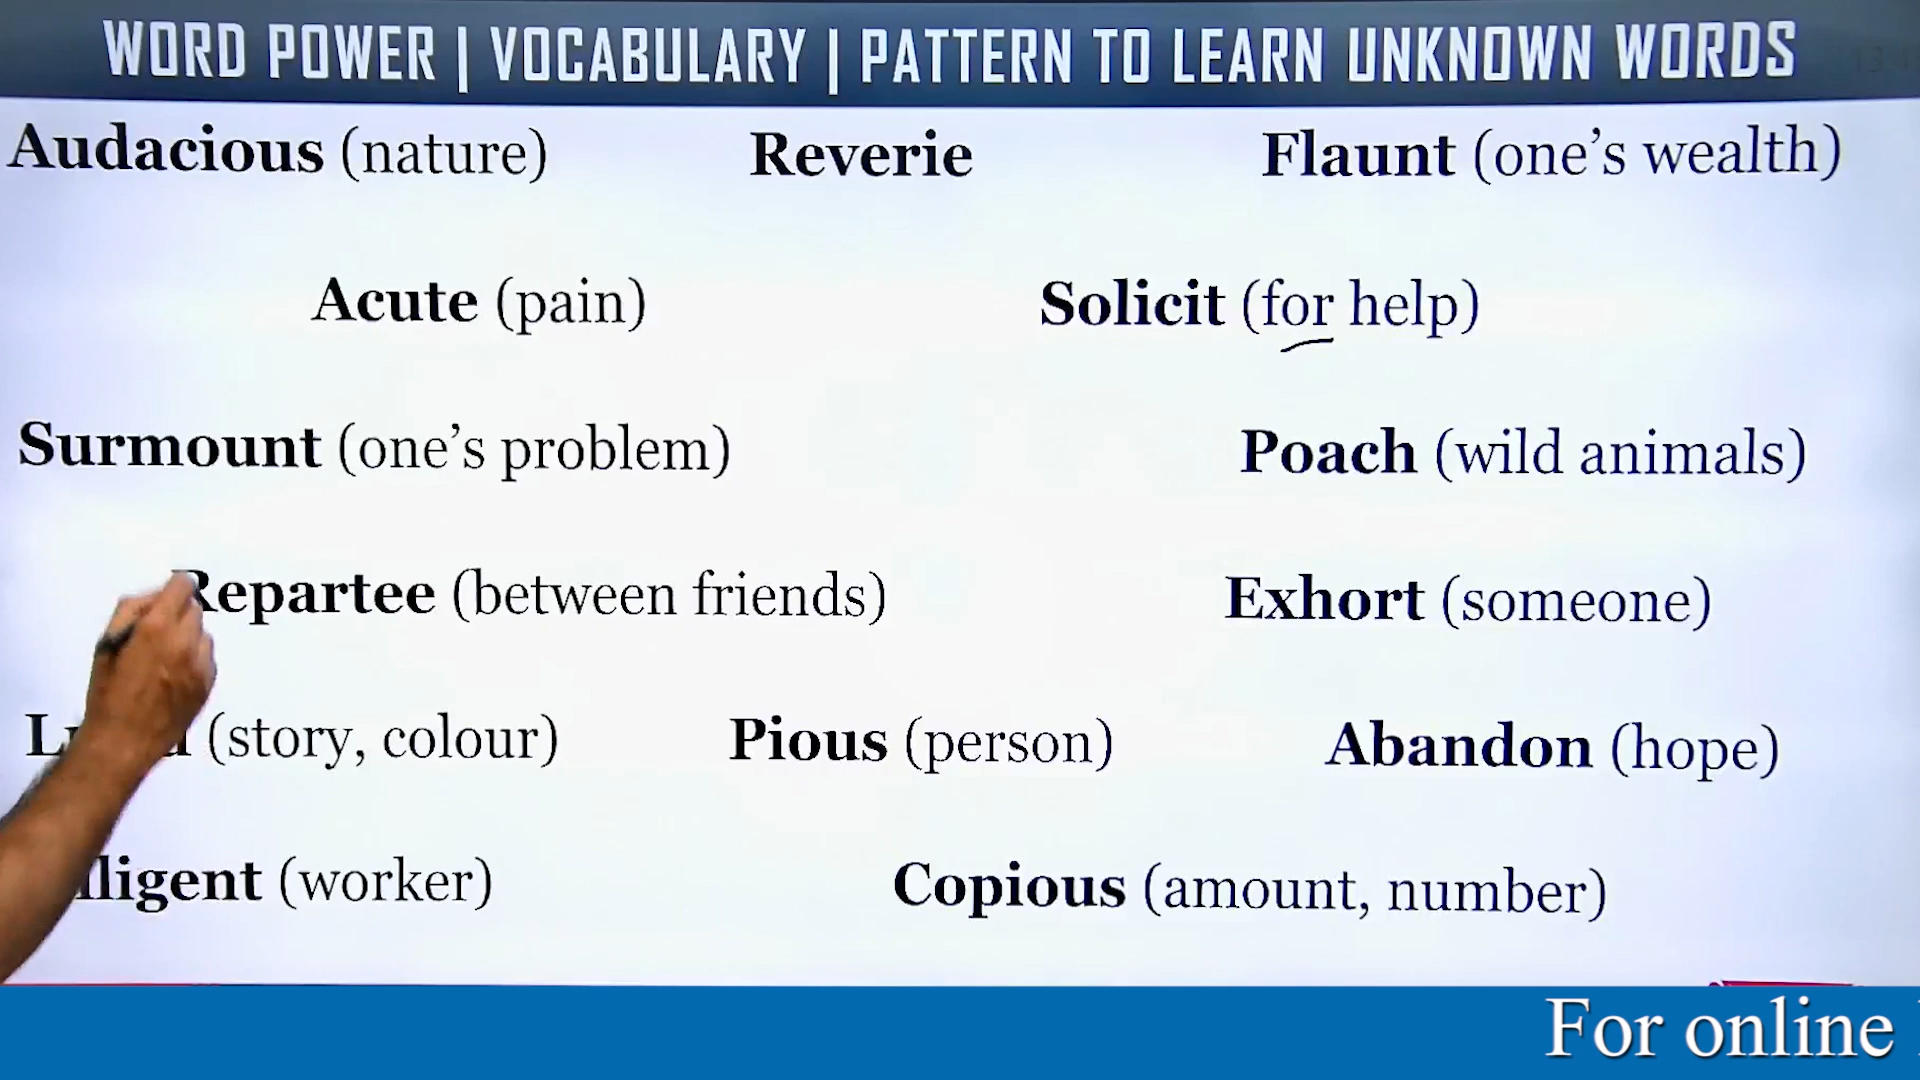 WORD POWER | VOCABULARY | PATTERN TO LEARN UNKNOWN WORDS
Audacious (nature) Reverie Flaunt (one’s wealth)
Acute (pain) Solicit (for help)
Surmount (one’s problem) Poach (wild animals)
Repartee (between friends) Exhort (someone)
(story, colour) Pious (person) Abandon (hope)
(worker) Copious (amount, number)
For online